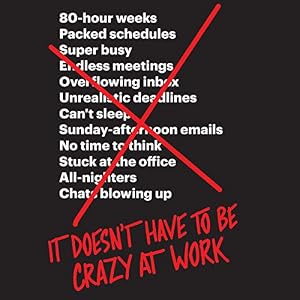 80-hour weeks
Packed schedules
Super busy
Endless meetings
Overflowing inbox
Unrealistic deadlines
Can't sleep
Sunday-afternoon emails
No time to think
Stuck at the office
All-nighters
Chats blowing up
IT DOESN'T HAVE TO BE
CRAZY AT WORK